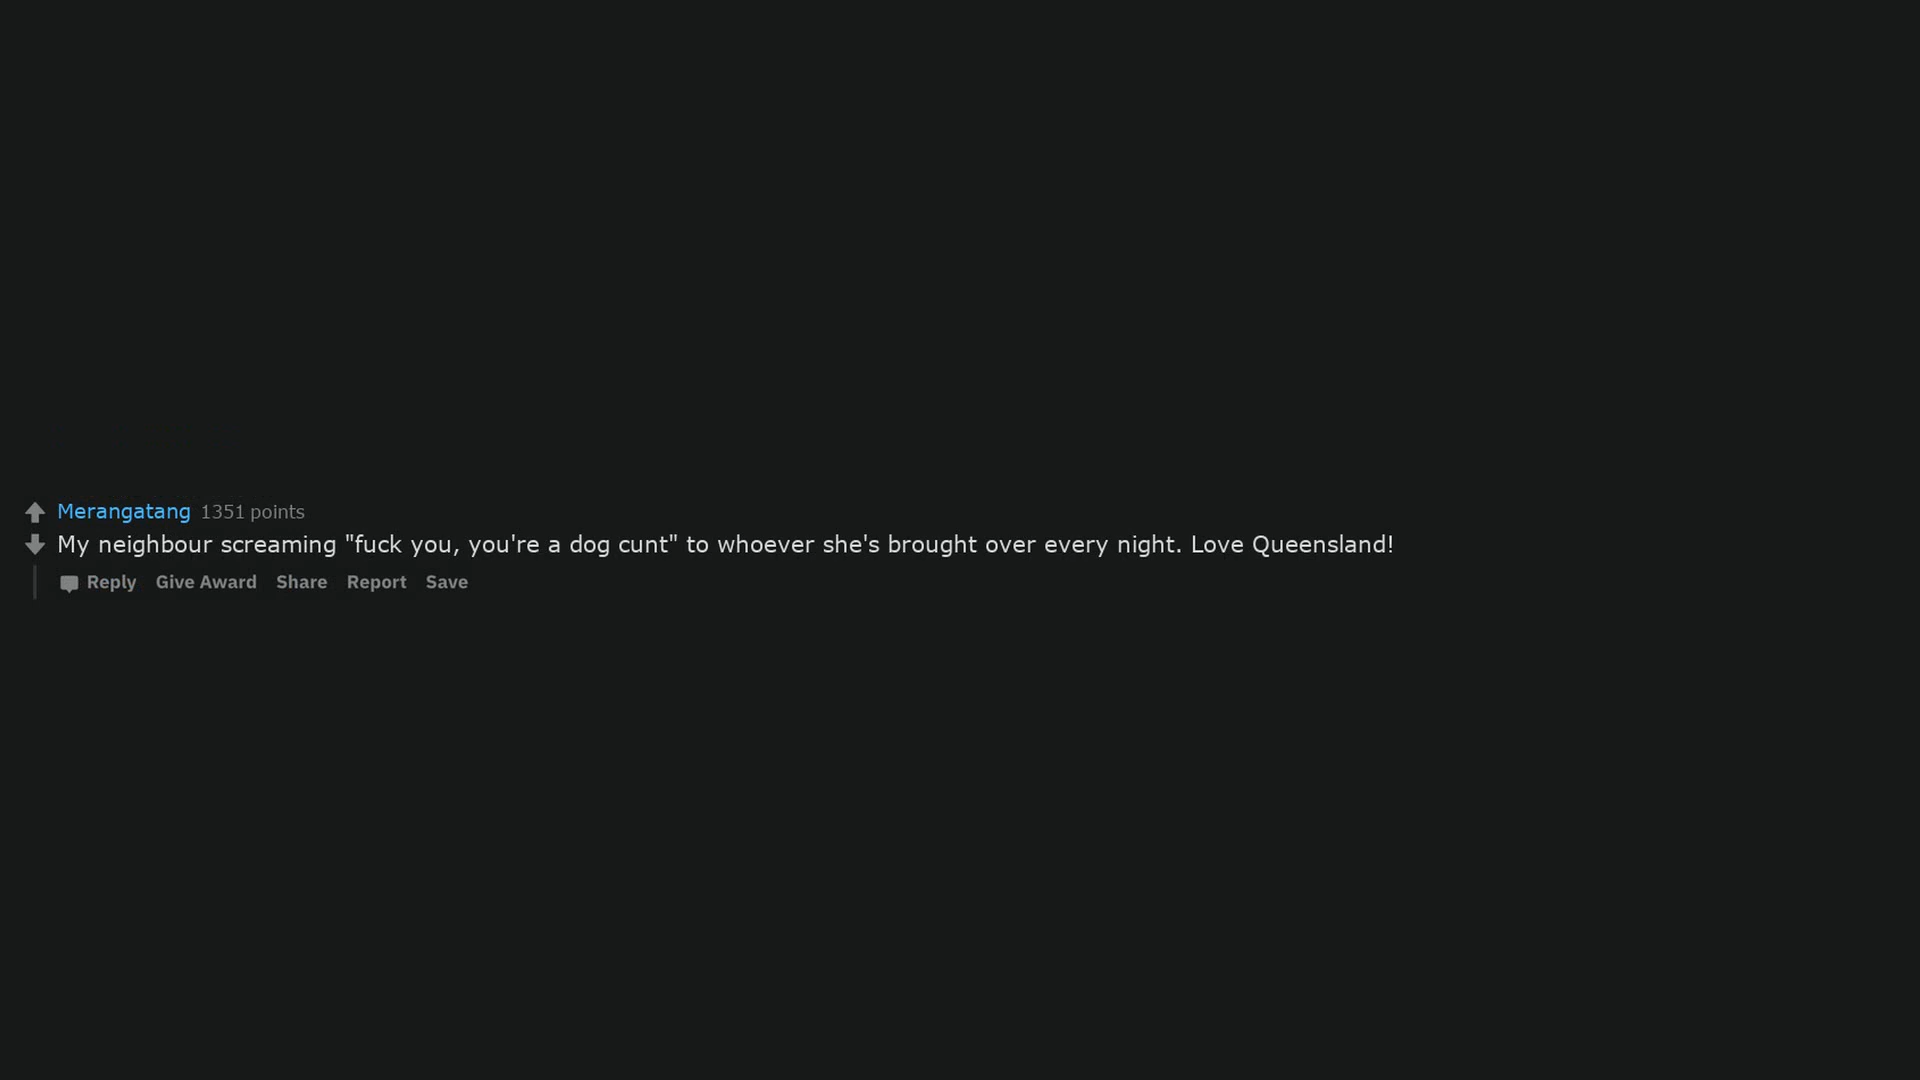 Merangatang 1351 points
My neighbour screaming "fuck you, you're a dog cunt" to whoever she's brought over every night. Love Queensland!
Reply Give Award Share Report Save